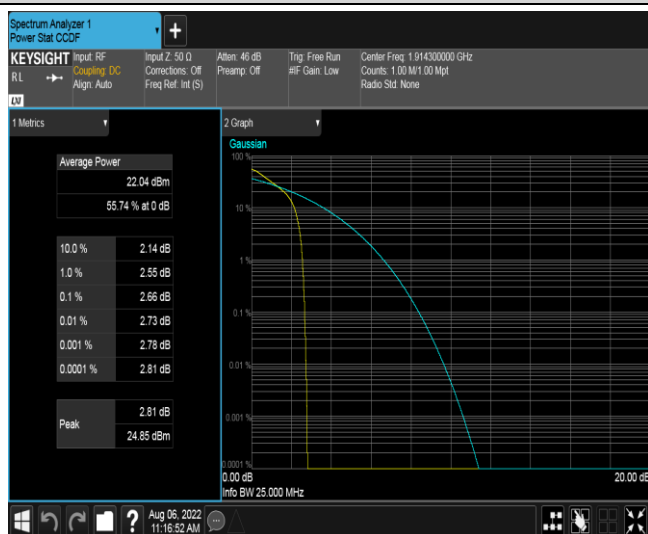 Spectrum Analyzer 1
Power Stat CCDF
+
KEYSIGHT
RL
LXI
Input: RF
Coupling: DC
Align: Auto
Input Z: 50 Ω
Corrections: Off
Freq Ref: Int (S)
Atten: 46 dB
Preamp: Off
Trig: Free Run
#IF Gain: Low
Center Freq: 1.914300000 GHz
Counts: 1.00 M/1.00 Mpt
Radio Std: None
1 Metrics
Average Power
22.04 dBm
55.74 % at 0 dB
10.0 % 2.14 dB
1.0 % 2.55 dB
0.1 % 2.66 dB
0.01 % 2.73 dB
0.001 % 2.78 dB
0.0001 % 2.81 dB
Peak
2.81 dB
24.85 dBm
2 Graph
Gaussian
100 %
10 %
1 %
0.1 %
0.01 %
0.001 %
0.0001 %
0.00 dB 20.00 dB
Info BW 25.000 MHz
?
Aug 06, 2022
11:16:52 AM